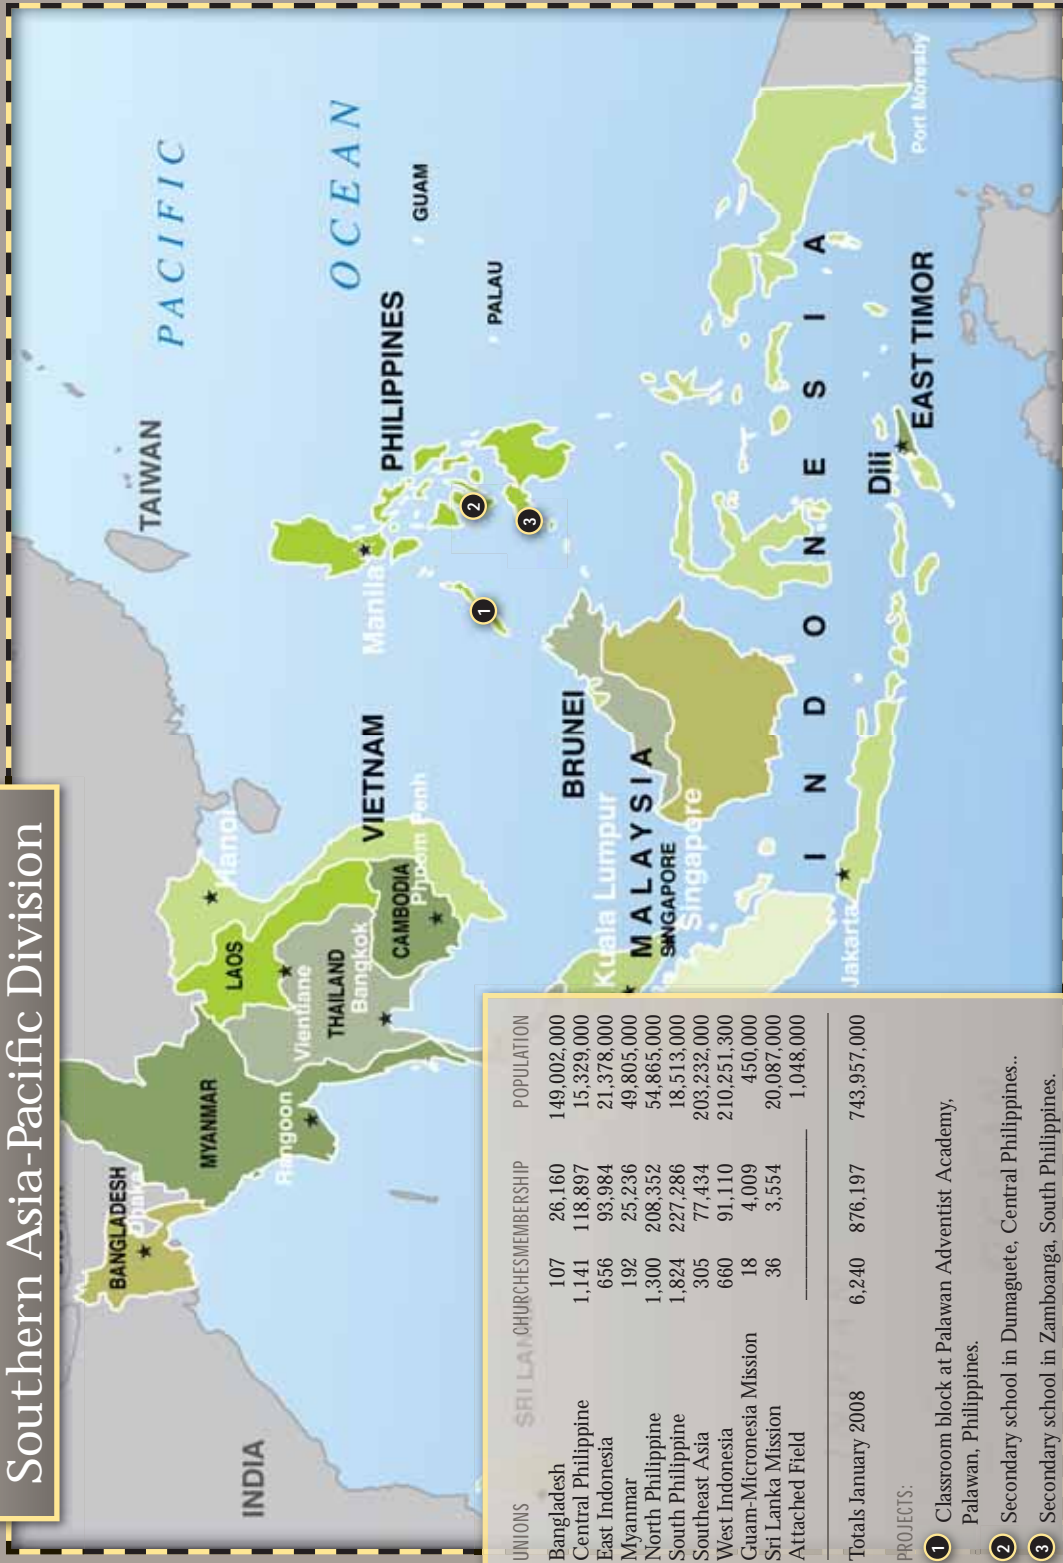 Southern Asia-Pacific Division
PACIFIC
OCEAN
TAIWAN
GUAM
PALAU
PHILIPPINES
Manila
VIETNAM
Hanoi
LAOS
Vientiane
THAILAND
Bangkok
CAMBODIA
Phnom Penh
MYANMAR
Rangoon
BANGLADESH
Dhaka
INDIA
SRI LAN
BRUNEI
Kuala Lumpur
MALAYSIA
SINGAPORE
Singapore
INDONESIA
Jakarta
Dili
EAST TIMOR
Port Moresby
1
2
3
UNIONS CHURCHES MEMBERSHIP POPULATION
Bangladesh 107 26,160 149,002,000
Central Philippine 1,141 118,897 15,329,000
East Indonesia 656 93,984 21,378,000
Myanmar 192 25,236 49,805,000
North Philippine 1,300 208,352 54,865,000
South Philippine 1,824 227,286 18,513,000
Southeast Asia 305 77,434 203,232,000
West Indonesia 660 91,110 210,251,300
Guam-Micronesia Mission 18 4,009 450,000
Sri Lanka Mission 36 3,554 20,087,000
Attached Field 1,048,000
Totals January 2008 6,240 876,197 743,957,000
PROJECTS:
1 Classroom block at Palawan Adventist Academy,
Palawan, Philippines.
2 Secondary school in Dumaguete, Central Philippines..
3 Secondary school in Zamboanga, South Philippines.